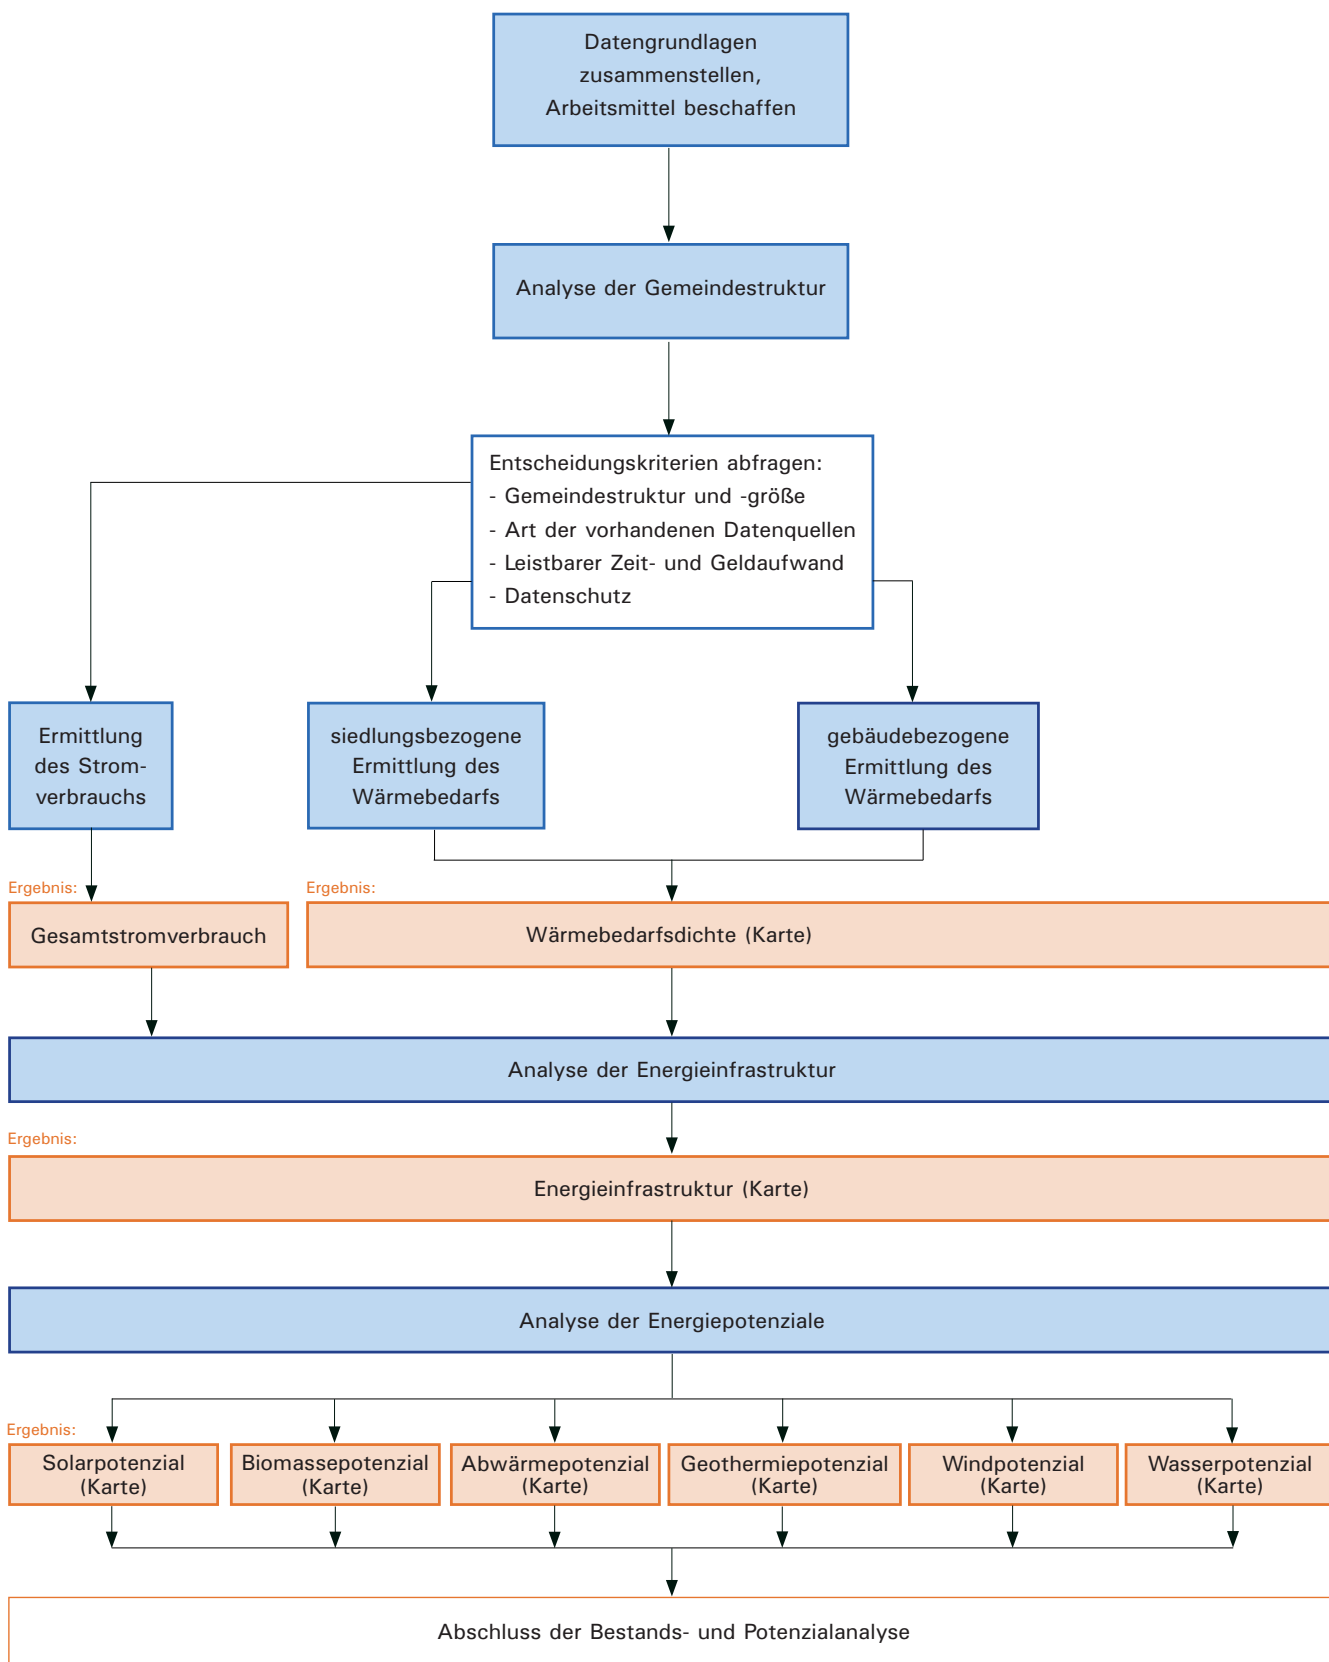 Datengrundlagen
zusammenstellen,
Arbeitsmittel beschaffen
Analyse der Gemeindestruktur
Entscheidungskriterien abfragen:
- Gemeindestruktur und -größe
- Art der vorhandenen Datenquellen
- Leistbarer Zeit- und Geldaufwand
- Datenschutz
Ermittlung
des Strom-
verbrauchs
siedlungsbezogene
Ermittlung des
Wärmebedarfs
gebäudebezogene
Ermittlung des
Wärmebedarfs
Ergebnis:
Gesamtstromverbrauch
Ergebnis:
Wärmebedarfsdichte (Karte)
Analyse der Energieinfrastruktur
Ergebnis:
Energieinfrastruktur (Karte)
Analyse der Energiepotenziale
Ergebnis:
Solarpotenzial
(Karte)
Biomassepotenzial
(Karte)
Abwärmepotenzial
(Karte)
Geothermiepotenzial
(Karte)
Windpotenzial
(Karte)
Wasserpotenzial
(Karte)
Abschluss der Bestands- und Potenzialanalyse